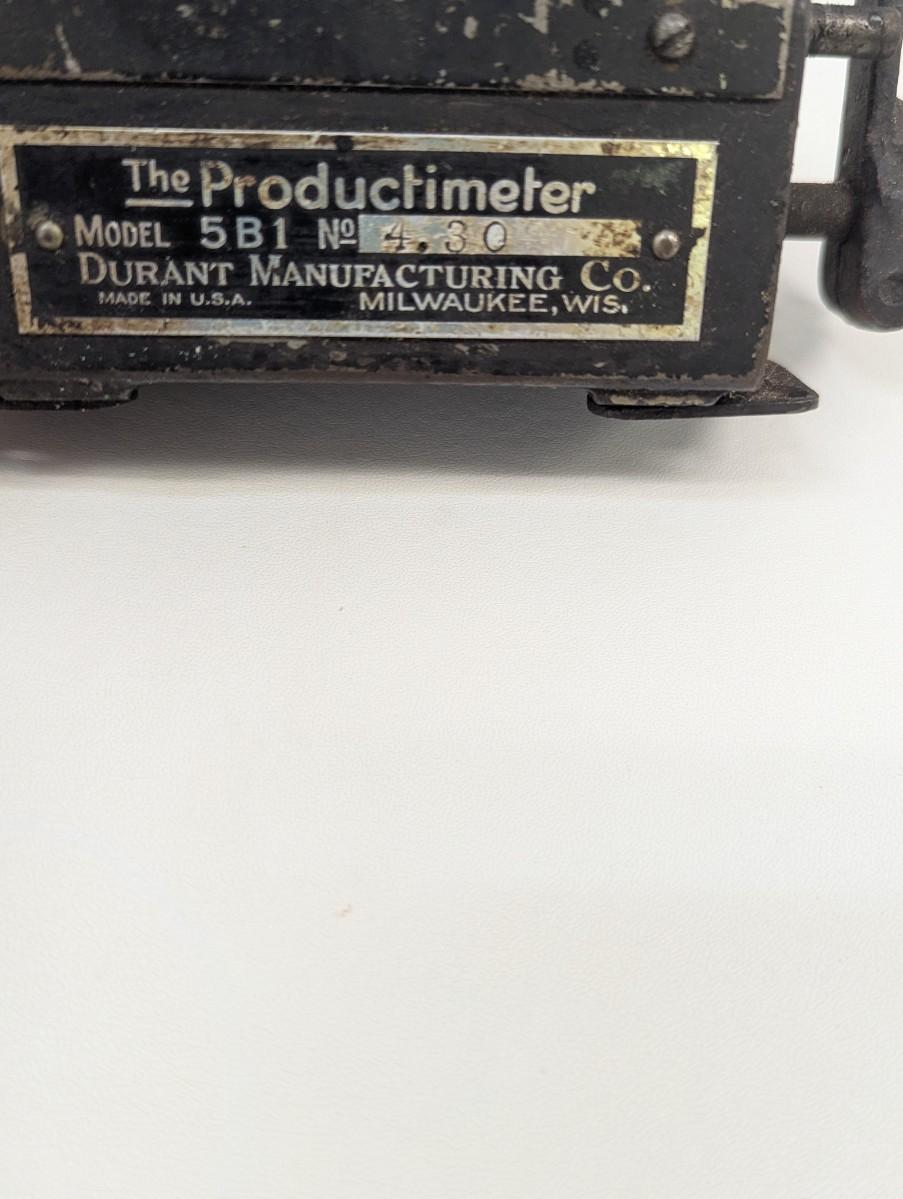 The Productimeter
MODEL 5B1 Nº 4.30
DURANT MANUFACTURING CO.
MADE IN U.S.A. MILWAUKEE, WIS.